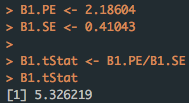 > B1.PE <- 2.18604
> B1.SE <- 0.41043
>
> B1.tStat <- B1.PE/B1.SE
> B1.tStat
[1] 5.326219